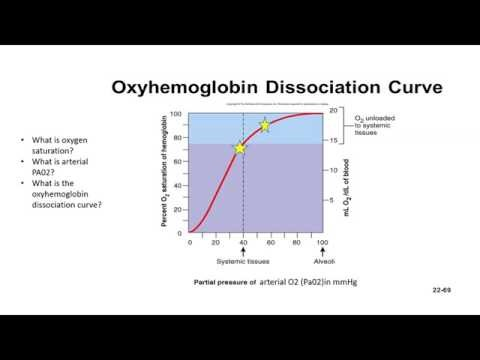 Oxyhemoglobin Dissociation Curve
• What is oxygen
saturation?
• What is arterial
PA02?
• What is the
oxyhemoglobin
dissociation curve?
Percent O2 saturation of hemoglobin
100
80
60
40
20
0
0
20
40
60
80
100
20
15
10
5
mL O2 /dL of blood
O2 unloaded
to systemic
tissues
Systemic tissues
Alveoli
Partial pressure of arterial O2 (Pa02)in mmHg
22-69